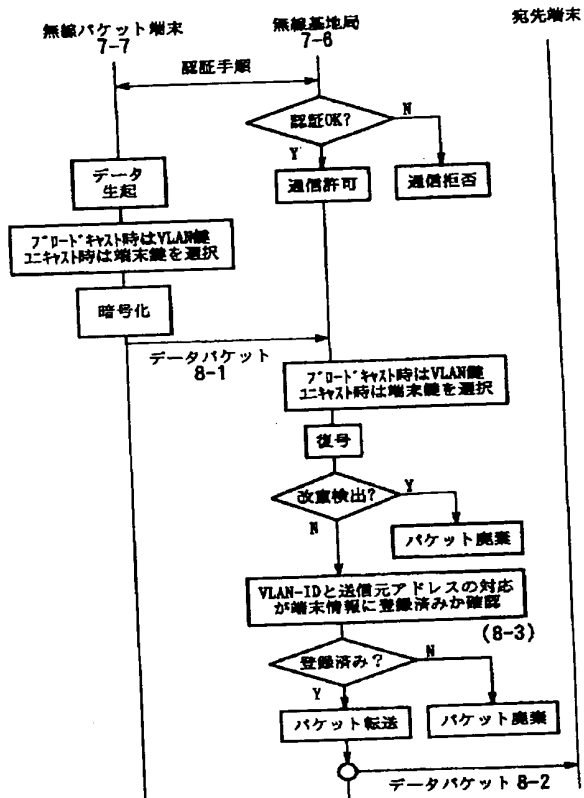 無線パケット端末
7-7
無線基地局
7-6
宛先端末
認証手順
認証OK?
N
Y
通信許可
通信拒否
データ
生起
ブロードキャスト時はVLAN鍵
ユニキャスト時は端末鍵を選択
暗号化
データパケット
8-1
ブロードキャスト時はVLAN鍵
ユニキャスト時は端末鍵を選択
復号
改竄検出?
Y
N
パケット廃棄
VLAN-IDと送信元アドレスの対応
が端末情報に登録済みか確認
(8-3)
登録済み?
N
Y
パケット転送
パケット廃棄
データパケット 8-2